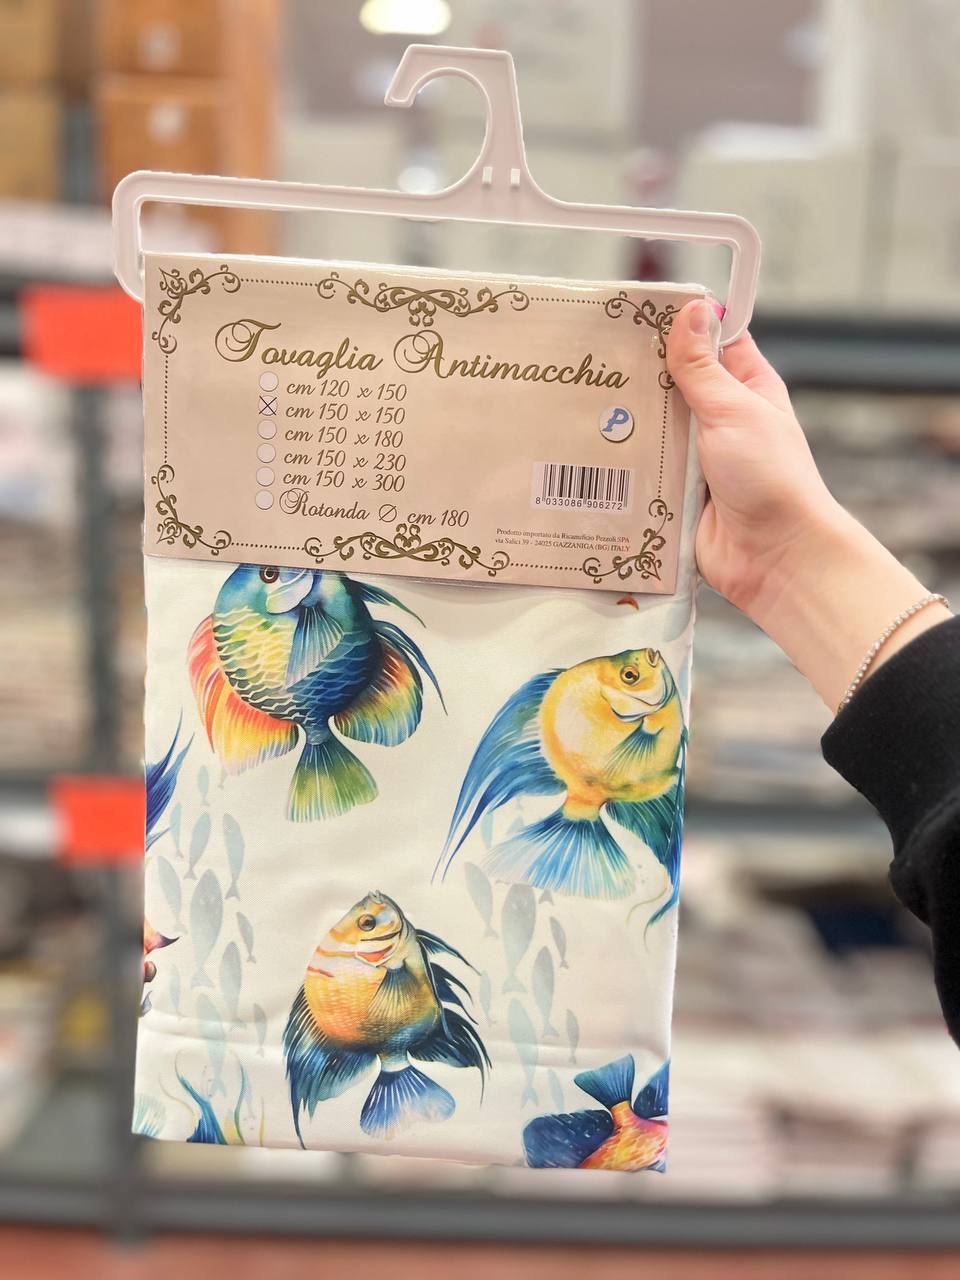 Tovaglia Antimacchia
cm 120 x 150
cm 150 x 150
cm 150 x 180
cm 150 x 230
cm 150 x 300
Rotonda Ø cm 180
P
8 033086 906272
Prodotto importato da Ricamificio Pezzoli SPA
via Salici 39 - 24025 GAZZANIGA (BG) ITALY